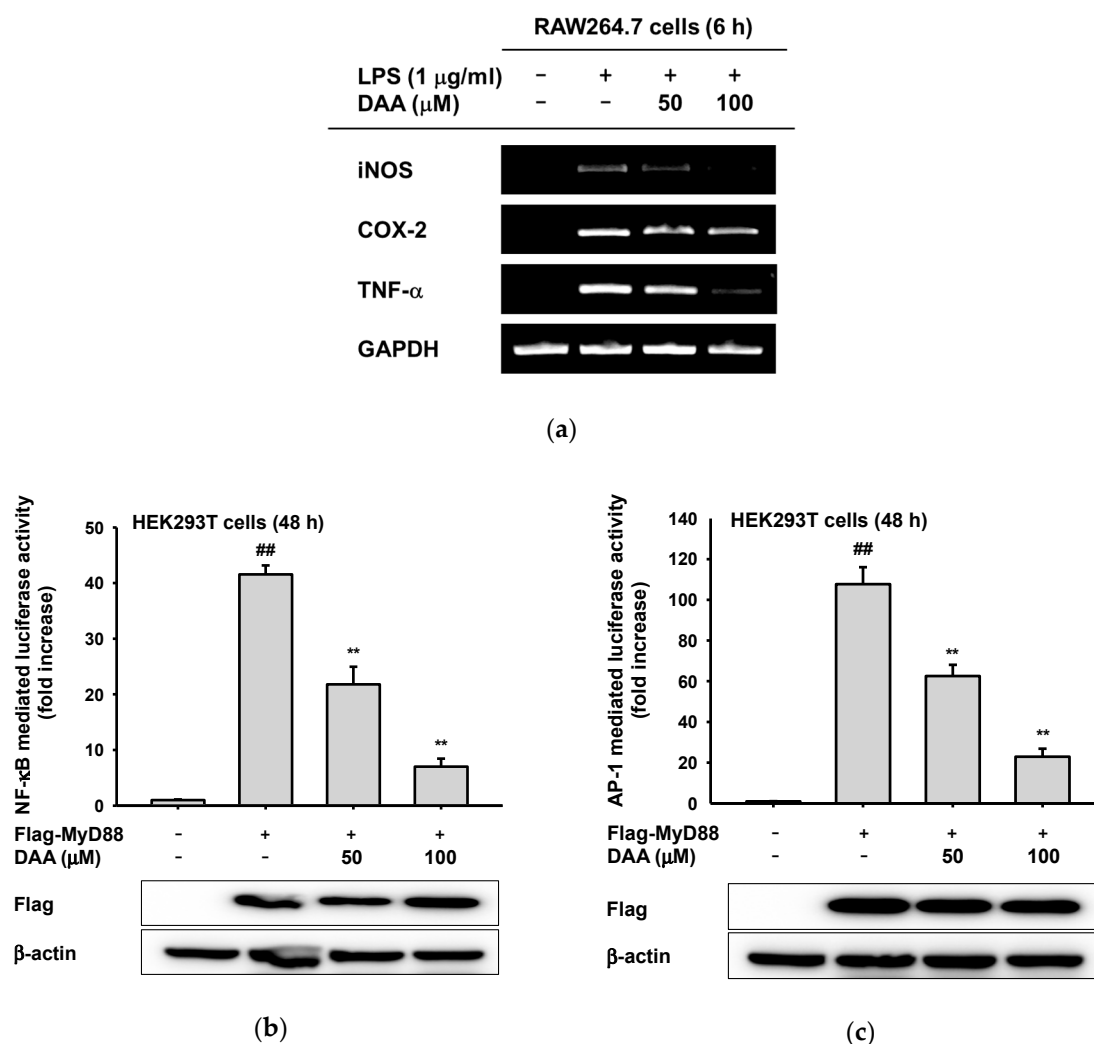 RAW264.7 cells (6 h)
LPS (1 μg/ml) - + + +
DAA (μM) - - 50 100
iNOS
COX-2
TNF-α
GAPDH
(a)
NF-κB mediated luciferase activity
(fold increase)
HEK293T cells (48 h)
50
40
30
20
10
0
##
**
**
Flag-MyD88 - + + +
DAA (μM) - - 50 100
Flag
β-actin
(b)
AP-1 mediated luciferase activity
(fold increase)
HEK293T cells (48 h)
140
120
100
80
60
40
20
0
##
**
**
Flag-MyD88 - + + +
DAA (μM) - - 50 100
Flag
β-actin
(c)